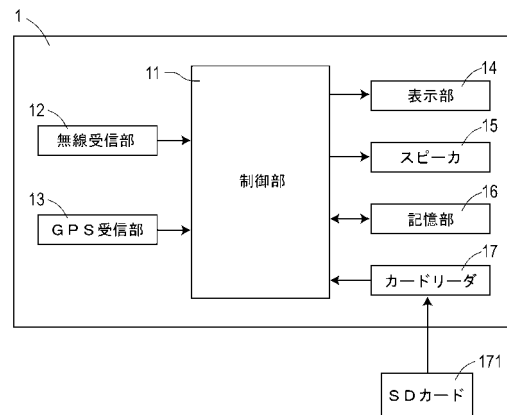 1
11
制御部
12
無線受信部
13
GPS受信部
14
表示部
15
スピーカ
16
記憶部
17
カードリーダ
171
SDカード